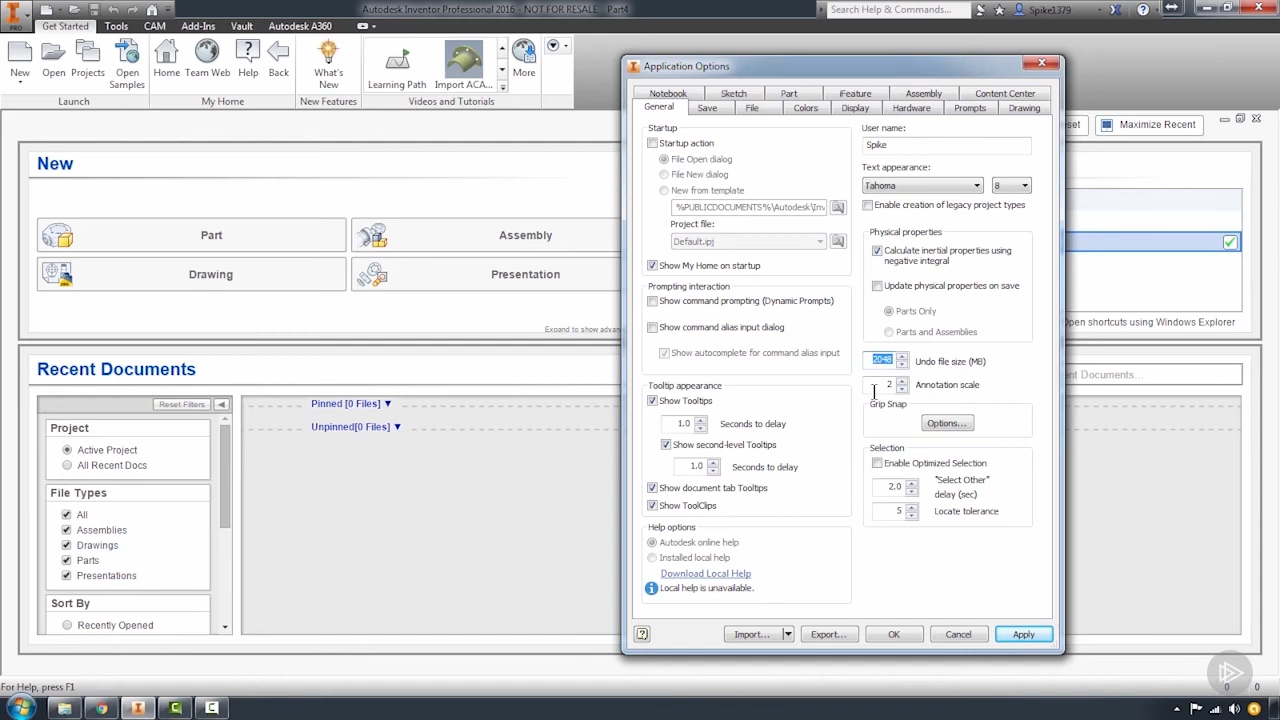 Autodesk Inventor Professional 2016 - NOT FOR RESALE   Part4
Search Help & Commands...
Spike1379
PRO
Get Started
Tools
CAM
Add-Ins
Vault
Autodesk A360
New
Open
Projects
Open Samples
Home
Team Web
Help
Back
What's New
Learning Path
Import ACA...
More
Launch
My Home
New Features
Videos and Tutorials
Maximize Recent
New
Part
Assembly
Drawing
Presentation
Recent Documents
Reset Filters
Project
Active Project
All Recent Docs
File Types
All
Assemblies
Drawings
Parts
Presentations
Sort By
Recently Opened
Pinned [0 Files]
Unpinned[0 Files]
Open shortcuts using Windows Explorer
Documents...
Application Options
Notebook
Sketch
Part
iFeature
Assembly
Content Center
General
Save
File
Colors
Display
Hardware
Prompts
Drawing
Startup
Startup action
File Open dialog
File New dialog
New from template
%PUBLICDOCUMENTS%\Autodesk\Inv
Project file:
Default.ipj
Show My Home on startup
Prompting interaction
Show command prompting (Dynamic Prompts)
Show command alias input dialog
Show autocomplete for command alias input
Tooltip appearance
Show Tooltips
1.0 Seconds to delay
Show second-level Tooltips
1.0 Seconds to delay
Show document tab Tooltips
Show ToolClips
Help options
Autodesk online help
Installed local help
Download Local Help
Local help is unavailable.
User name:
Spike
Text appearance:
Tahoma
8
Enable creation of legacy project types
Physical properties
Calculate inertial properties using
negative integral
Update physical properties on save
Parts Only
Parts and Assemblies
2048 Undo file size (MB)
2 Annotation scale
Grip Snap
Options...
Selection
Enable Optimized Selection
2.0 "Select Other"
delay (sec)
5 Locate tolerance
Import...
Export...
OK
Cancel
Apply
For Help, press F1
0
0